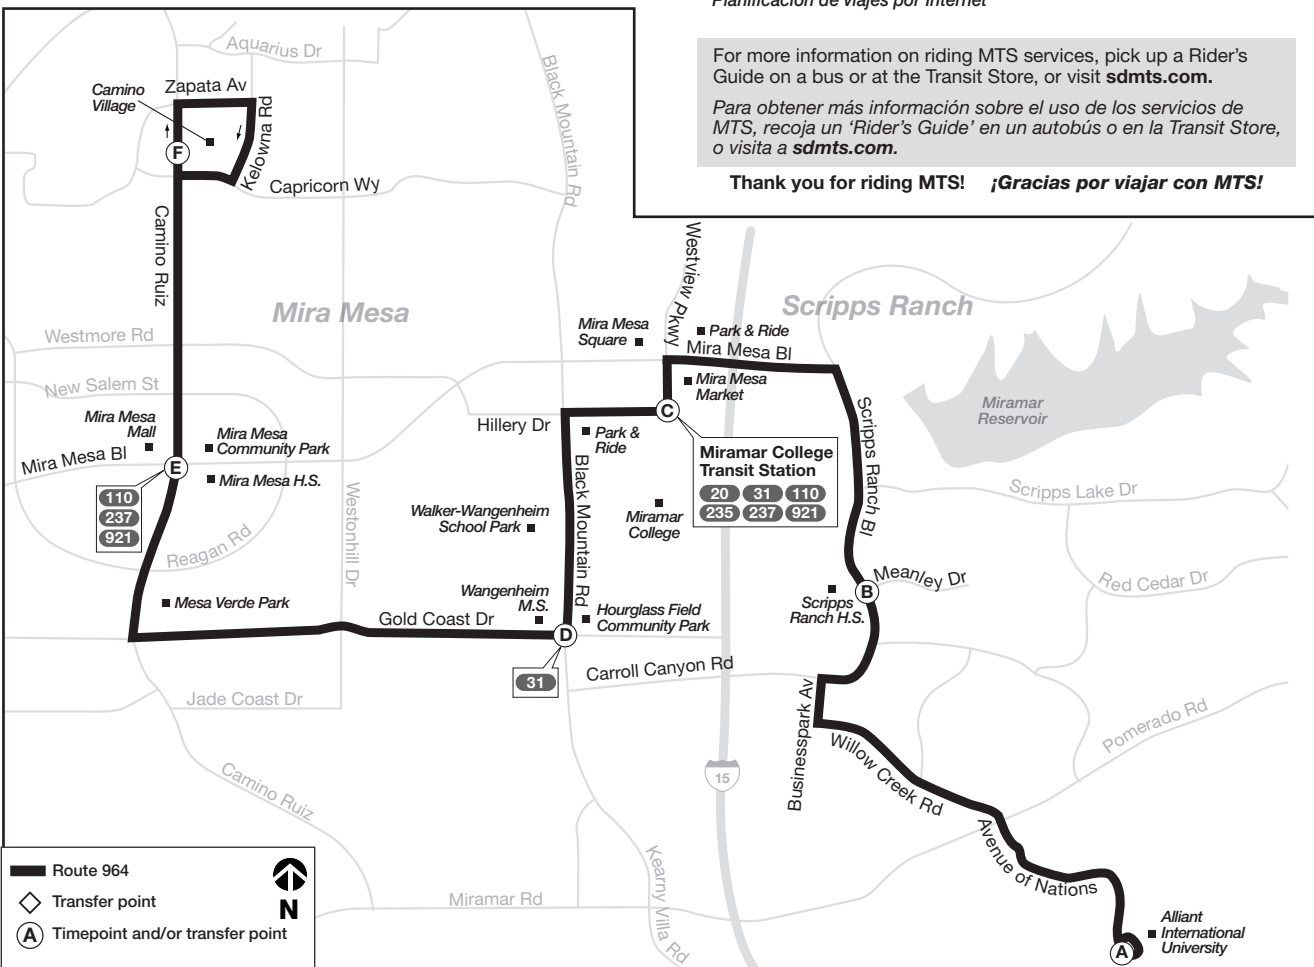 Planificación de viajes por Internet
For more information on riding MTS services, pick up a Rider's
Guide on a bus or at the Transit Store, or visit sdmts.com.
Para obtener más información sobre el uso de los servicios de
MTS, recoja un 'Rider's Guide' en un autobús o en la Transit Store,
o visita a sdmts.com.
Thank you for riding MTS! ¡Gracias por viajar con MTS!
Aquarius Dr
Zapata Av
Camino
Village
Kelowna Rd
F
Capricorn Wy
Black Mountain Rd
Camino Ruiz
Westview Pkwy
Mira Mesa
Scripps Ranch
Westmore Rd
Mira Mesa
Square
Park & Ride
Mira Mesa Bl
New Salem St
Mira Mesa
Market
Miramar
Reservoir
C
Mira Mesa
Mall
Hillery Dr
Park &
Ride
Scripps Ranch Bl
Mira Mesa
Community Park
Mira Mesa Bl
E
Mira Mesa H.S.
Miramar College
Transit Station
20 31 110
235 237 921
110
237
921
Westonhill Dr
Black Mountain Rd
Scripps Lake Dr
Walker-Wangenheim
School Park
Miramar
College
Reagan Rd
Meanley Dr
B
Red Cedar Dr
Scripps
Ranch H.S.
Mesa Verde Park
Wangenheim
M.S.
Hourglass Field
Community Park
Gold Coast Dr
D
31
Carroll Canyon Rd
Jade Coast Dr
Businesspark Av
Pomerado Rd
Willow Creek Rd
15
Camino Ruiz
Avenue of Nations
Kearny Villa Rd
Miramar Rd
Alliant
International
University
A
Route 964
Transfer point
A Timepoint and/or transfer point
N